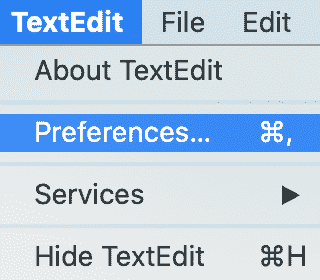 TextEdit File Edit
About TextEdit
Preferences... ⌘,
Services ▶
Hide TextEdit ⌘H